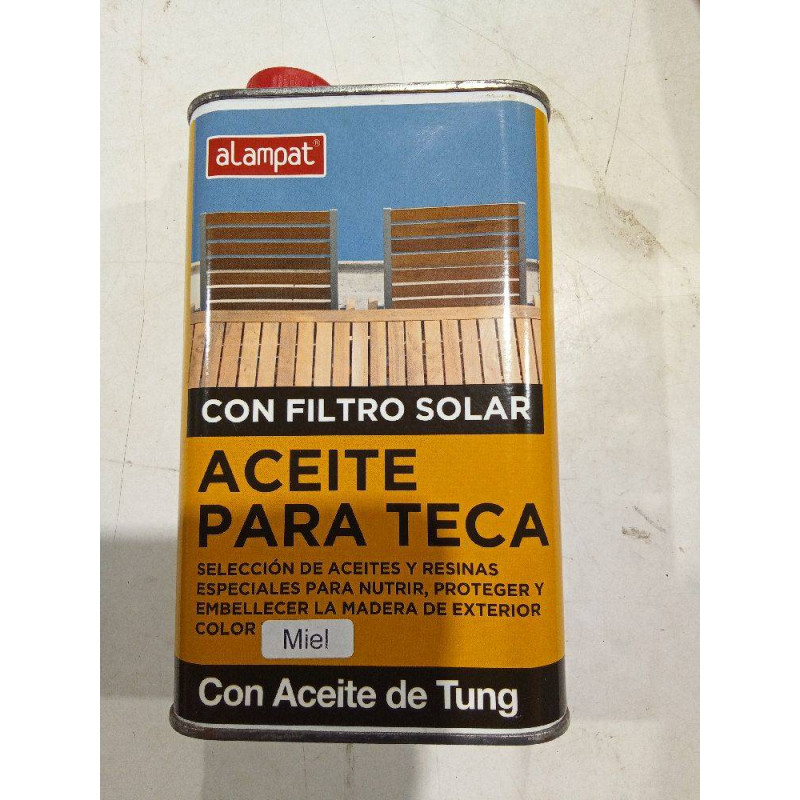 aLampat®
CON FILTRO SOLAR
ACEITE
PARA TECA
SELECCIÓN DE ACEITES Y RESINAS
ESPECIALES PARA NUTRIR, PROTEGER Y
EMBELLECER LA MADERA DE EXTERIOR
COLOR Miel
Con Aceite de Tung